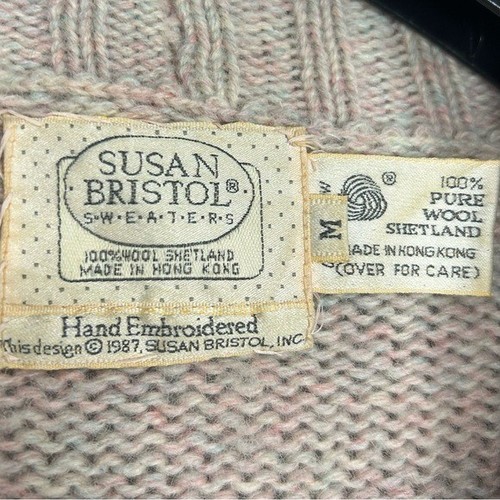 SUSAN
BRISTOL®
S·W·E·A·T·E·R·S
100%WOOL SHETLAND
MADE IN HONG KONG
Hand Embroidered
This design © 1987, SUSAN BRISTOL, INC.
M
®
100%
PURE
WOOL
SHETLAND
MADE IN HONG KONG
(OVER FOR CARE)